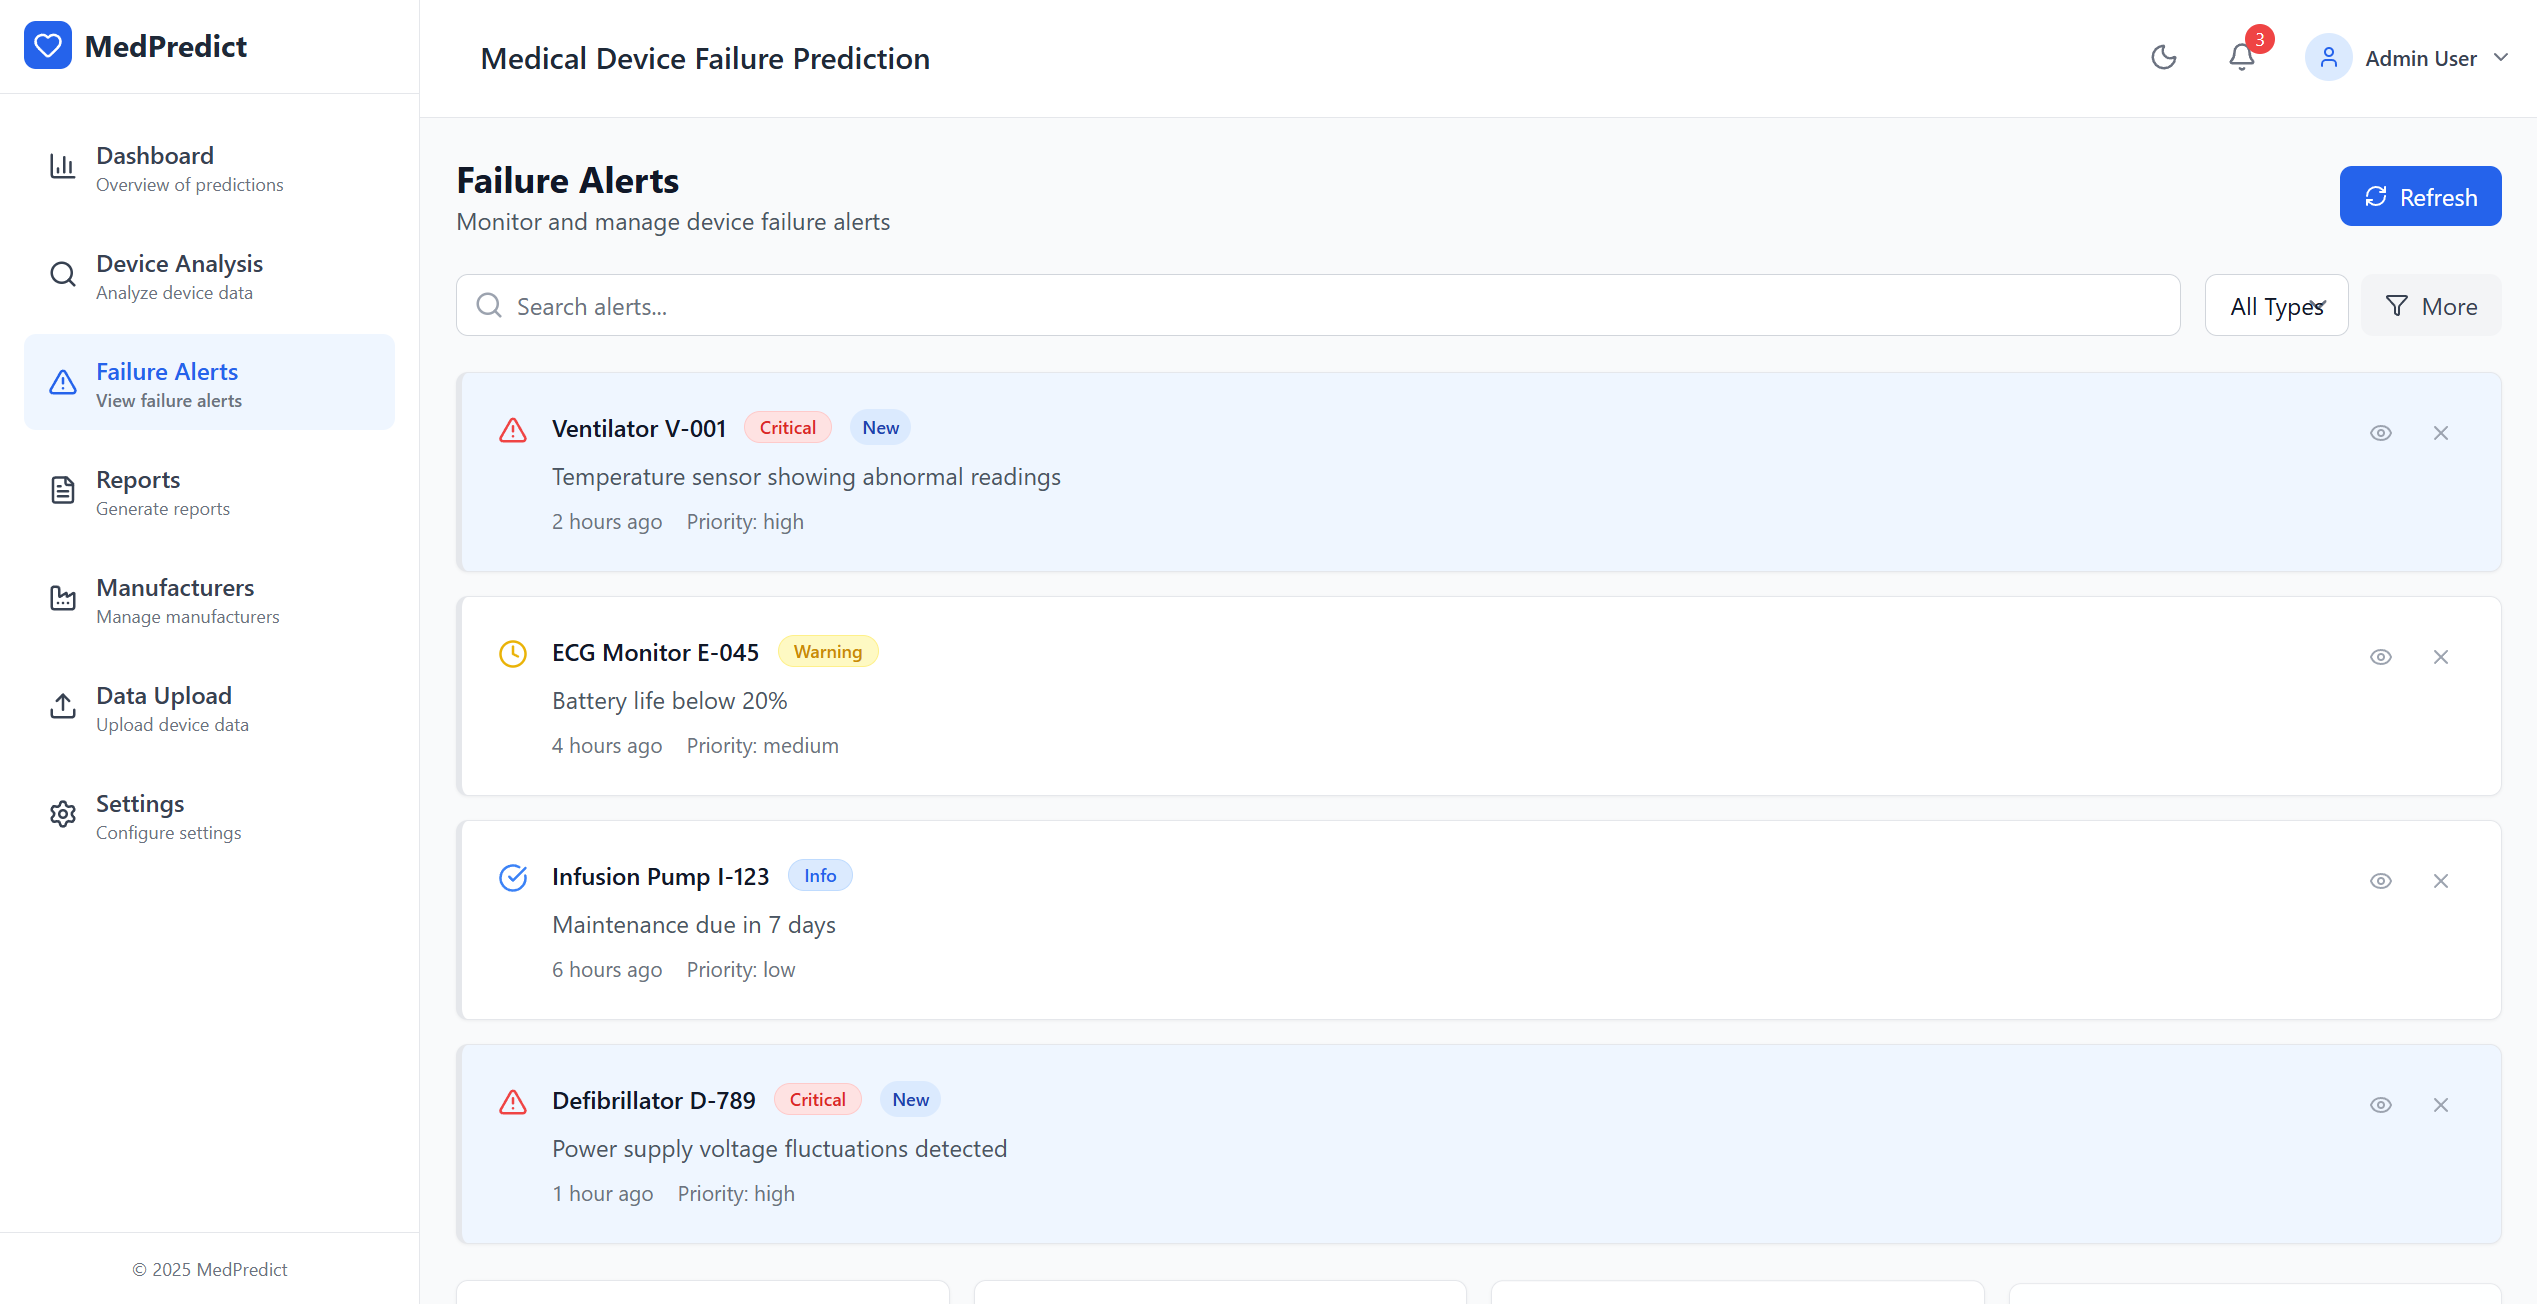 MedPredict
Medical Device Failure Prediction
3
Admin User
Dashboard
Overview of predictions
Device Analysis
Analyze device data
Failure Alerts
View failure alerts
Reports
Generate reports
Manufacturers
Manage manufacturers
Data Upload
Upload device data
Settings
Configure settings
© 2025 MedPredict
Failure Alerts
Monitor and manage device failure alerts
Refresh
Search alerts...
All Types
More
Ventilator V-001 Critical New
Temperature sensor showing abnormal readings
2 hours ago Priority: high
ECG Monitor E-045 Warning
Battery life below 20%
4 hours ago Priority: medium
Infusion Pump I-123 Info
Maintenance due in 7 days
6 hours ago Priority: low
Defibrillator D-789 Critical New
Power supply voltage fluctuations detected
1 hour ago Priority: high